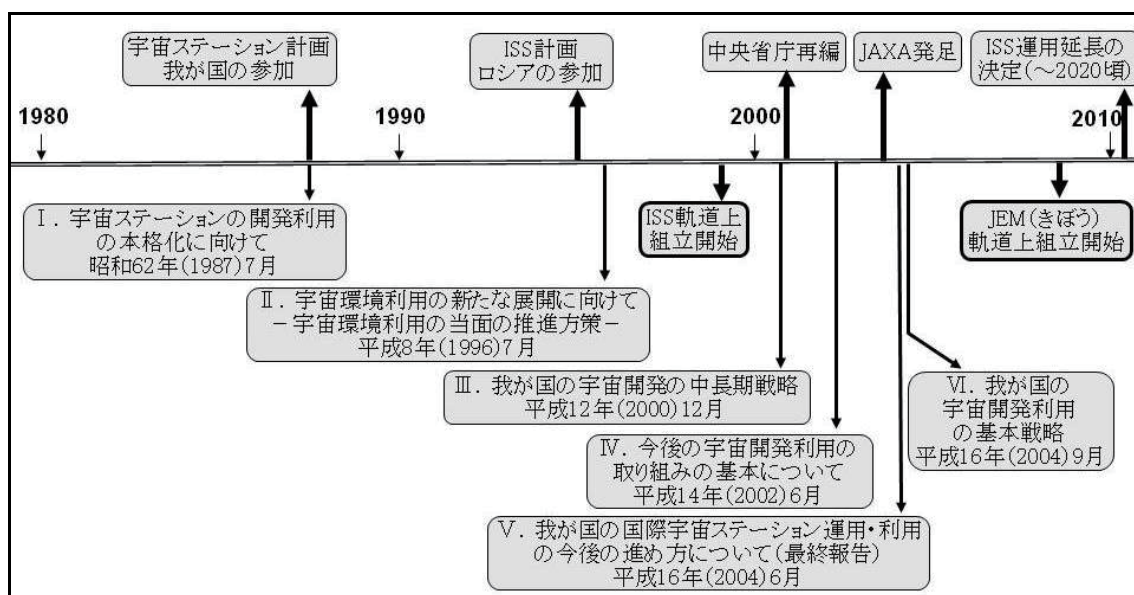 宇宙ステーション計画
我が国の参加
ISS計画
ロシアの参加
中央省庁再編
JAXA発足
ISS運用延長の
決定(～2020頃)
1980
1990
2000
2010
Ⅰ．宇宙ステーションの開発利用
の本格化に向けて
昭和62年(1987)7月
ISS軌道上
組立開始
JEM(きぼう)
軌道上組立開始
Ⅱ．宇宙環境利用の新たな展開に向けて
－宇宙環境利用の当面の推進方策－
平成8年(1996)7月
Ⅲ．我が国の宇宙開発の中長期戦略
平成12年(2000)12月
Ⅳ．今後の宇宙開発利用の
取り組みの基本について
平成14年(2002)6月
Ⅴ．我が国の国際宇宙ステーション運用・利用
の今後の進め方について(最終報告)
平成16年(2004)6月
Ⅵ．我が国の
宇宙開発利用
の基本戦略
平成16年(2004)9月